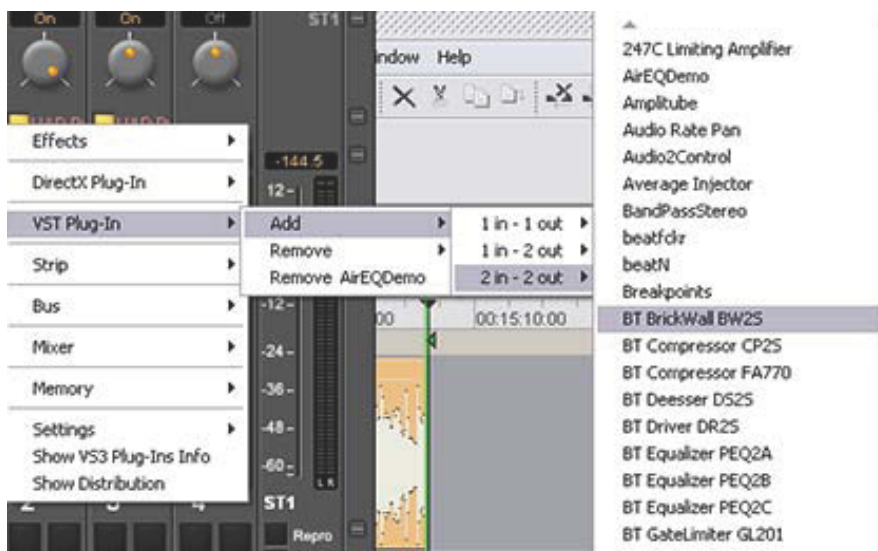 On
On
Off
ST1
Effects
DirectX Plug-In
VST Plug-In
Strip
Bus
Mixer
Memory
Settings
Show VS3 Plug-Ins Info
Show Distribution
2
3
4
-144.5
12-
Add
Remove
Remove AirEQDemo
1 in - 1 out
1 in - 2 out
2 in - 2 out
-12-
-24-
-36-
-48-
-60-
L R
ST1
Repro
indow Help
00
00:15:10:00
247C Limiting Amplifier
AirEQDemo
Amplitube
Audio Rate Pan
Audio2Control
Average Injector
BandPassStereo
beatfckr
beatN
Breakpoints
BT BrickWall BW2S
BT Compressor CP2S
BT Compressor FA770
BT Deesser DS2S
BT Driver DR2S
BT Equalizer PEQ2A
BT Equalizer PEQ2B
BT Equalizer PEQ2C
BT GateLimiter GL201